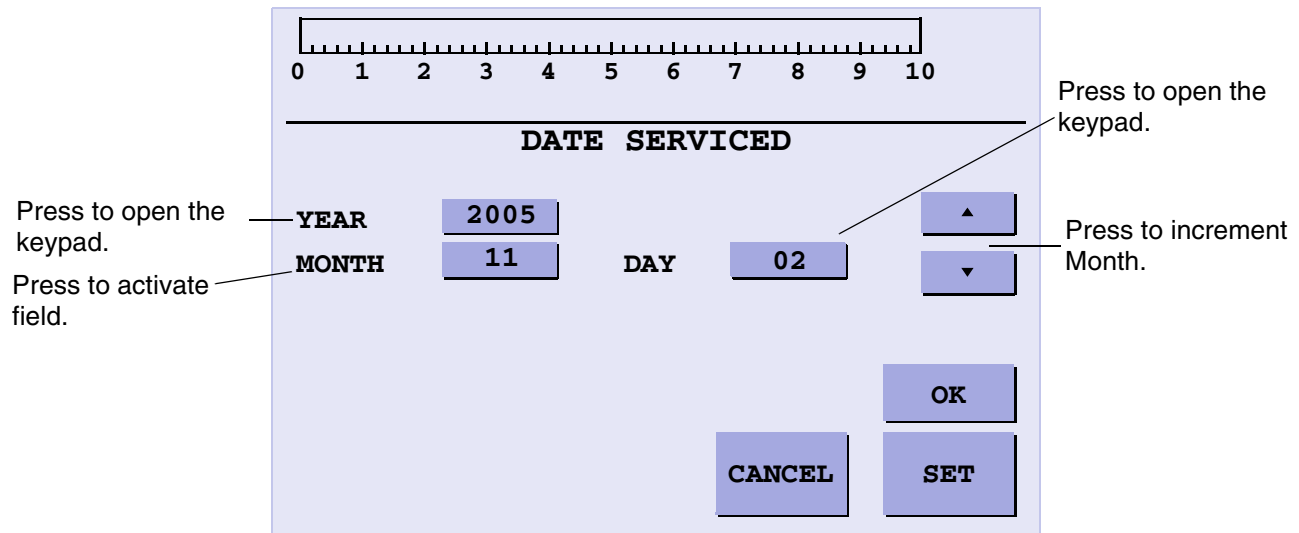 0 1 2 3 4 5 6 7 8 9 10
DATE SERVICED
Press to open the
keypad.
Press to open the
keypad.
YEAR 2005
MONTH 11 DAY 02
Press to activate
field.
Press to increment
Month.
OK
CANCEL SET